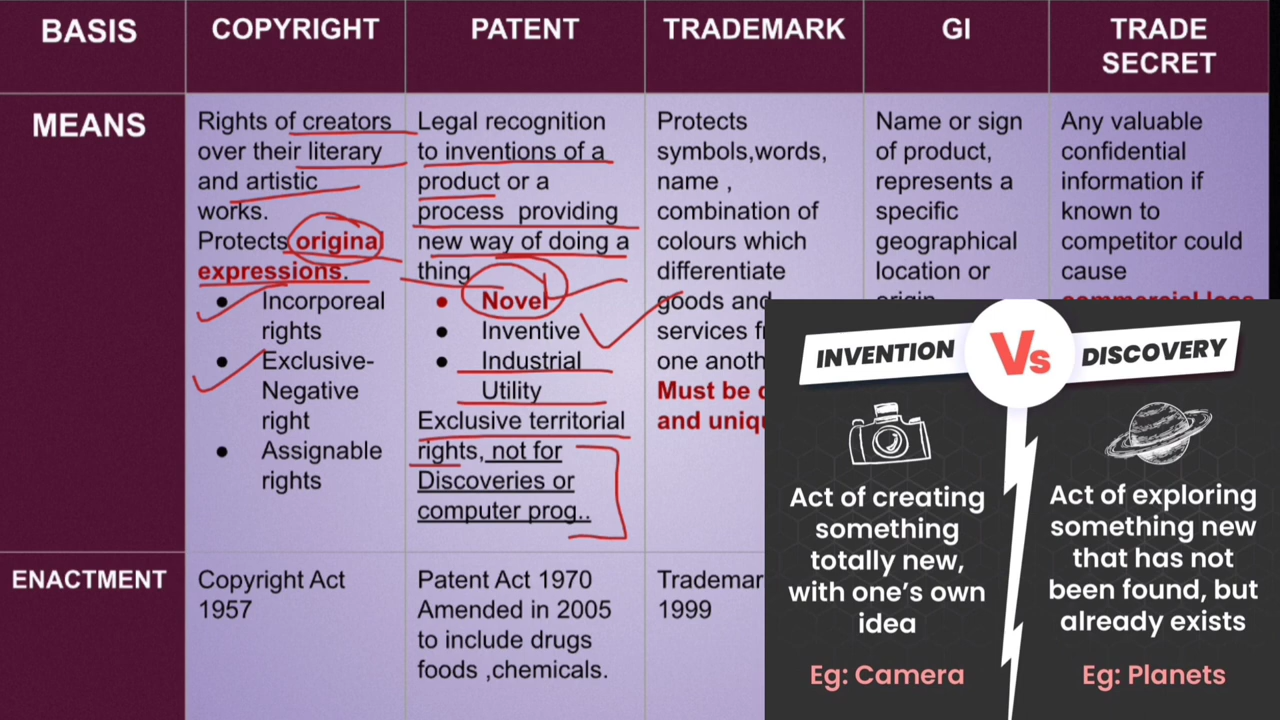 BASIS
COPYRIGHT
PATENT
TRADEMARK
GI
TRADE
SECRET
MEANS
Rights of creators
over their literary
and artistic
works.
Protects original
expressions.
● Incorporeal
rights
● Exclusive-
Negative
right
● Assignable
rights
Legal recognition
to inventions of a
product or a
process providing
new way of doing a
thing
● Novel
● Inventive
● Industrial
Utility
Exclusive territorial
rights, not for
Discoveries or
computer prog..
Protects
symbols,words,
name ,
combination of
colours which
differentiate
goods and
services
one
Must be
and
Name or sign
of product,
represents a
specific
geographical
location or
Any valuable
confidential
information if
known to
competitor could
cause
ENACTMENT
Copyright Act
1957
Patent Act 1970
Amended in 2005
to include drugs
foods ,chemicals.
1999
INVENTION
Vs
DISCOVERY
Act of creating
something
totally new,
with one's own
idea
Eg: Camera
Act of exploring
something new
that has not
been found, but
already exists
Eg: Planets